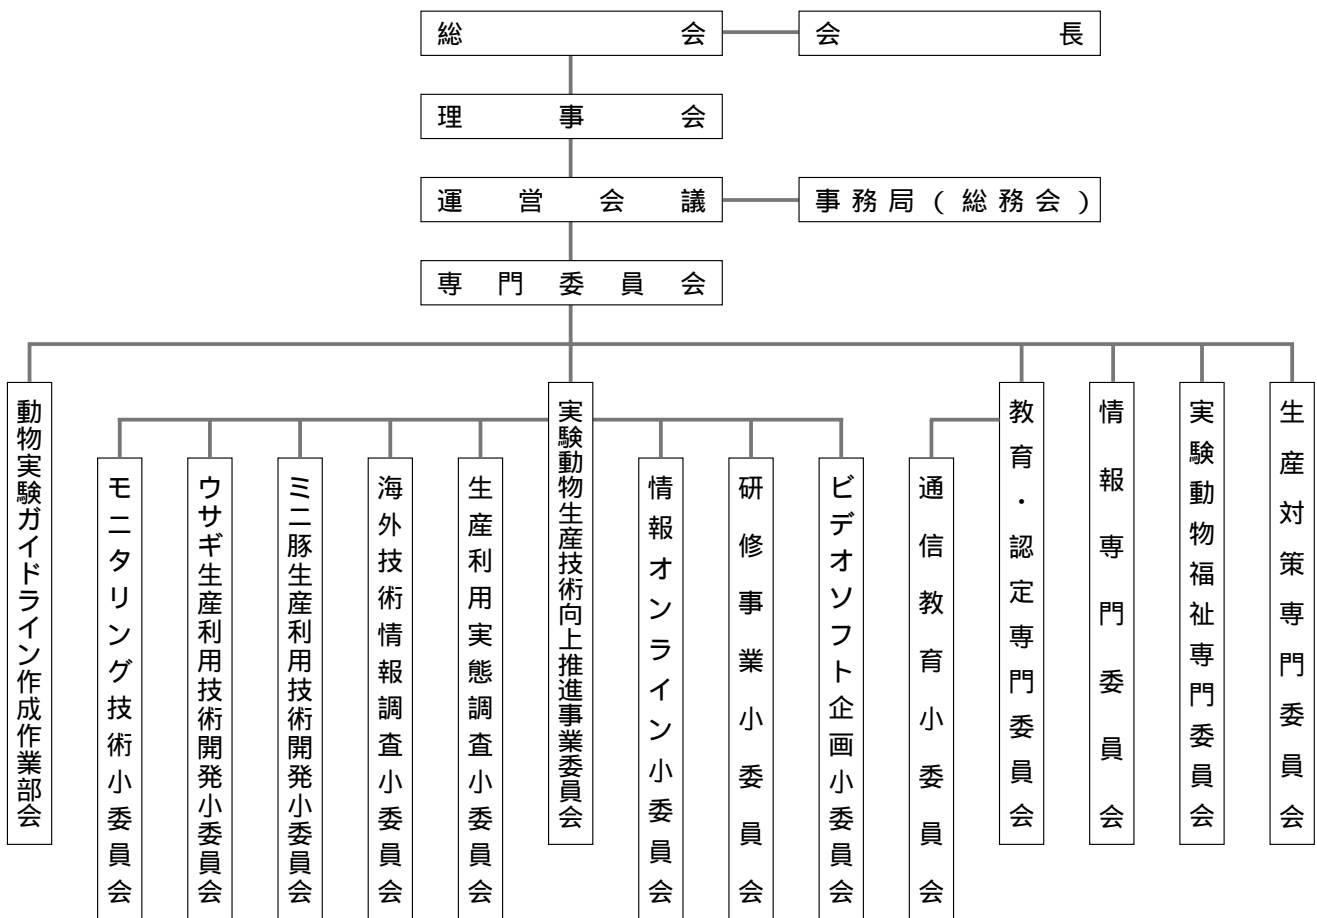 総会
会長
理事会
運営会議
事務局（総務会）
専門委員会
生産対策専門委員会
実験動物福祉専門委員会
情報専門委員会
教育・認定専門委員会
通信教育小委員会
実験動物生産技術向上推進事業委員会
ビデオソフト企画小委員会
研修事業小委員会
情報オンライン小委員会
生産利用実態調査小委員会
海外技術情報調査小委員会
ミニ豚生産利用技術開発小委員会
ウサギ生産利用技術開発小委員会
モニタリング技術小委員会
動物実験ガイドライン作成作業部会